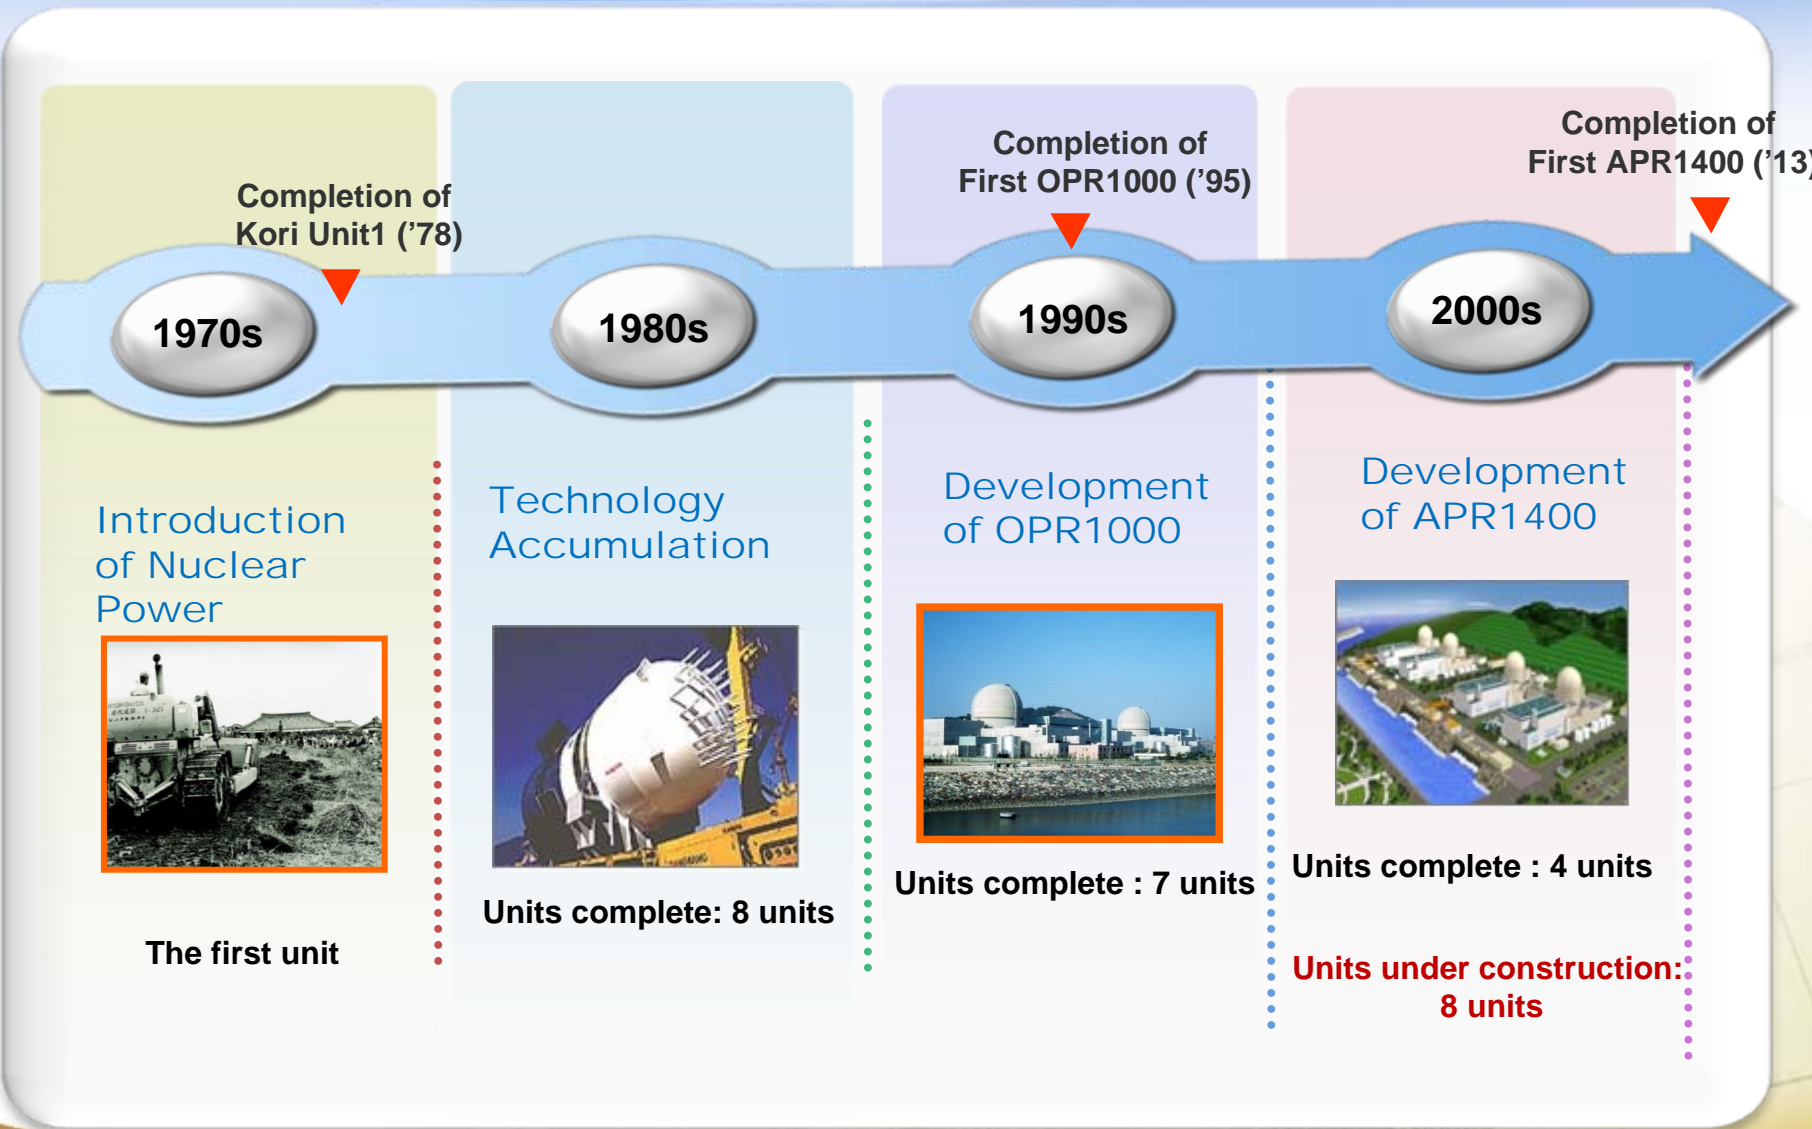 Completion of
Kori Unit1 (’78)
Completion of
First OPR1000 (’95)
Completion of
First APR1400 (’13)
1970s
1980s
1990s
2000s
Introduction
of Nuclear
Power
The first unit
Technology
Accumulation
Units complete: 8 units
Development
of OPR1000
Units complete : 7 units
Development
of APR1400
Units complete : 4 units
Units under construction:
8 units